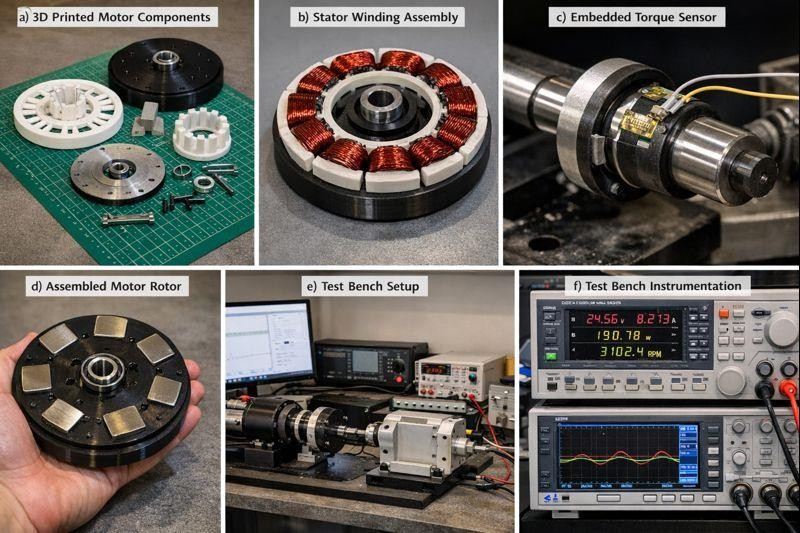 a) 3D Printed Motor Components
b) Stator Winding Assembly
c) Embedded Torque Sensor
d) Assembled Motor Rotor
e) Test Bench Setup
f) Test Bench Instrumentation
24.56 V 8.213 A
190.78 W
3102.4 RPM